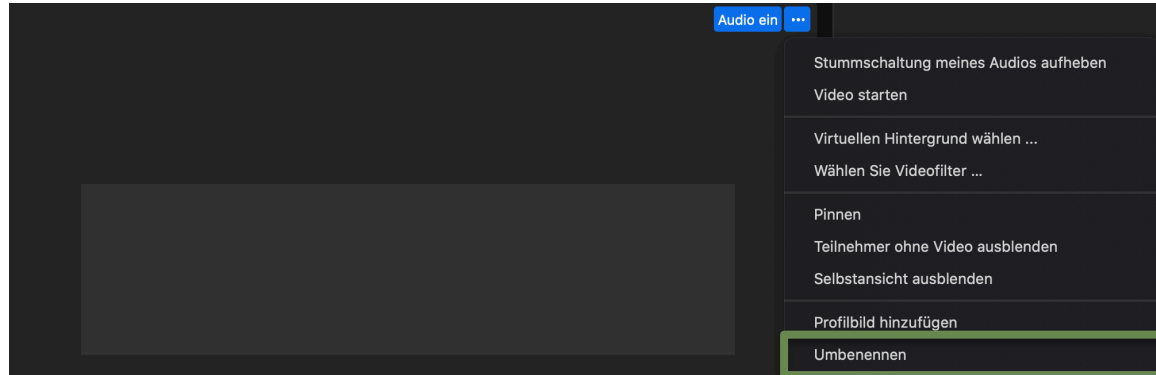 Audio ein ...
Stummschaltung meines Audios aufheben
Video starten
Virtuellen Hintergrund wählen ...
Wählen Sie Videofilter ...
Pinnen
Teilnehmer ohne Video ausblenden
Selbstansicht ausblenden
Profilbild hinzufügen
Umbenennen